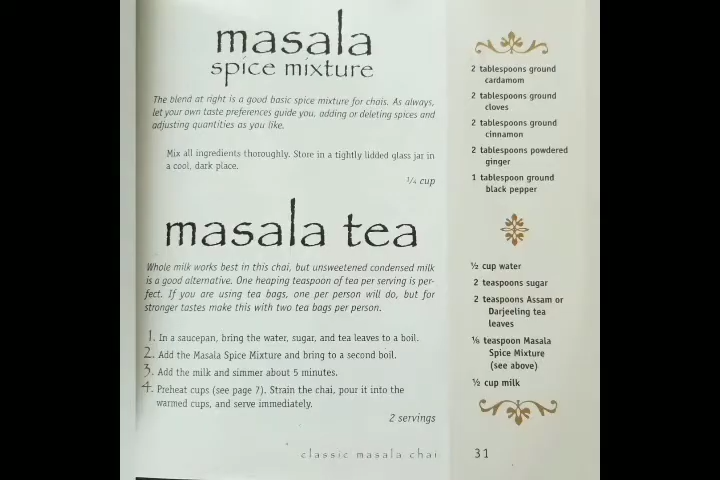 masala
spice mixture
The blend at right is a good basic spice mixture for chais. As always,
let your own taste preferences guide you, adding or deleting spices and
adjusting quantities as you like.
Mix all ingredients thoroughly. Store in a tightly lidded glass jar in
a cool, dark place.
¼ cup
2 tablespoons ground
cardamom
2 tablespoons ground
cloves
2 tablespoons ground
cinnamon
2 tablespoons powdered
ginger
1 tablespoon ground
black pepper
masala tea
Whole milk works best in this chai, but unsweetened condensed milk
is a good alternative. One heaping teaspoon of tea per serving is per-
fect. If you are using tea bags, one per person will do, but for
stronger tastes make this with two tea bags per person.
1. In a saucepan, bring the water, sugar, and tea leaves to a boil.
2. Add the Masala Spice Mixture and bring to a second boil.
3. Add the milk and simmer about 5 minutes.
4. Preheat cups (see page 7). Strain the chai, pour it into the
warmed cups, and serve immediately.
2 servings
½ cup water
2 teaspoons sugar
2 teaspoons Assam or
Darjeeling tea
leaves
teaspoon Masala
Spice Mixture
(see above)
½ cup milk
classic masala chai
31